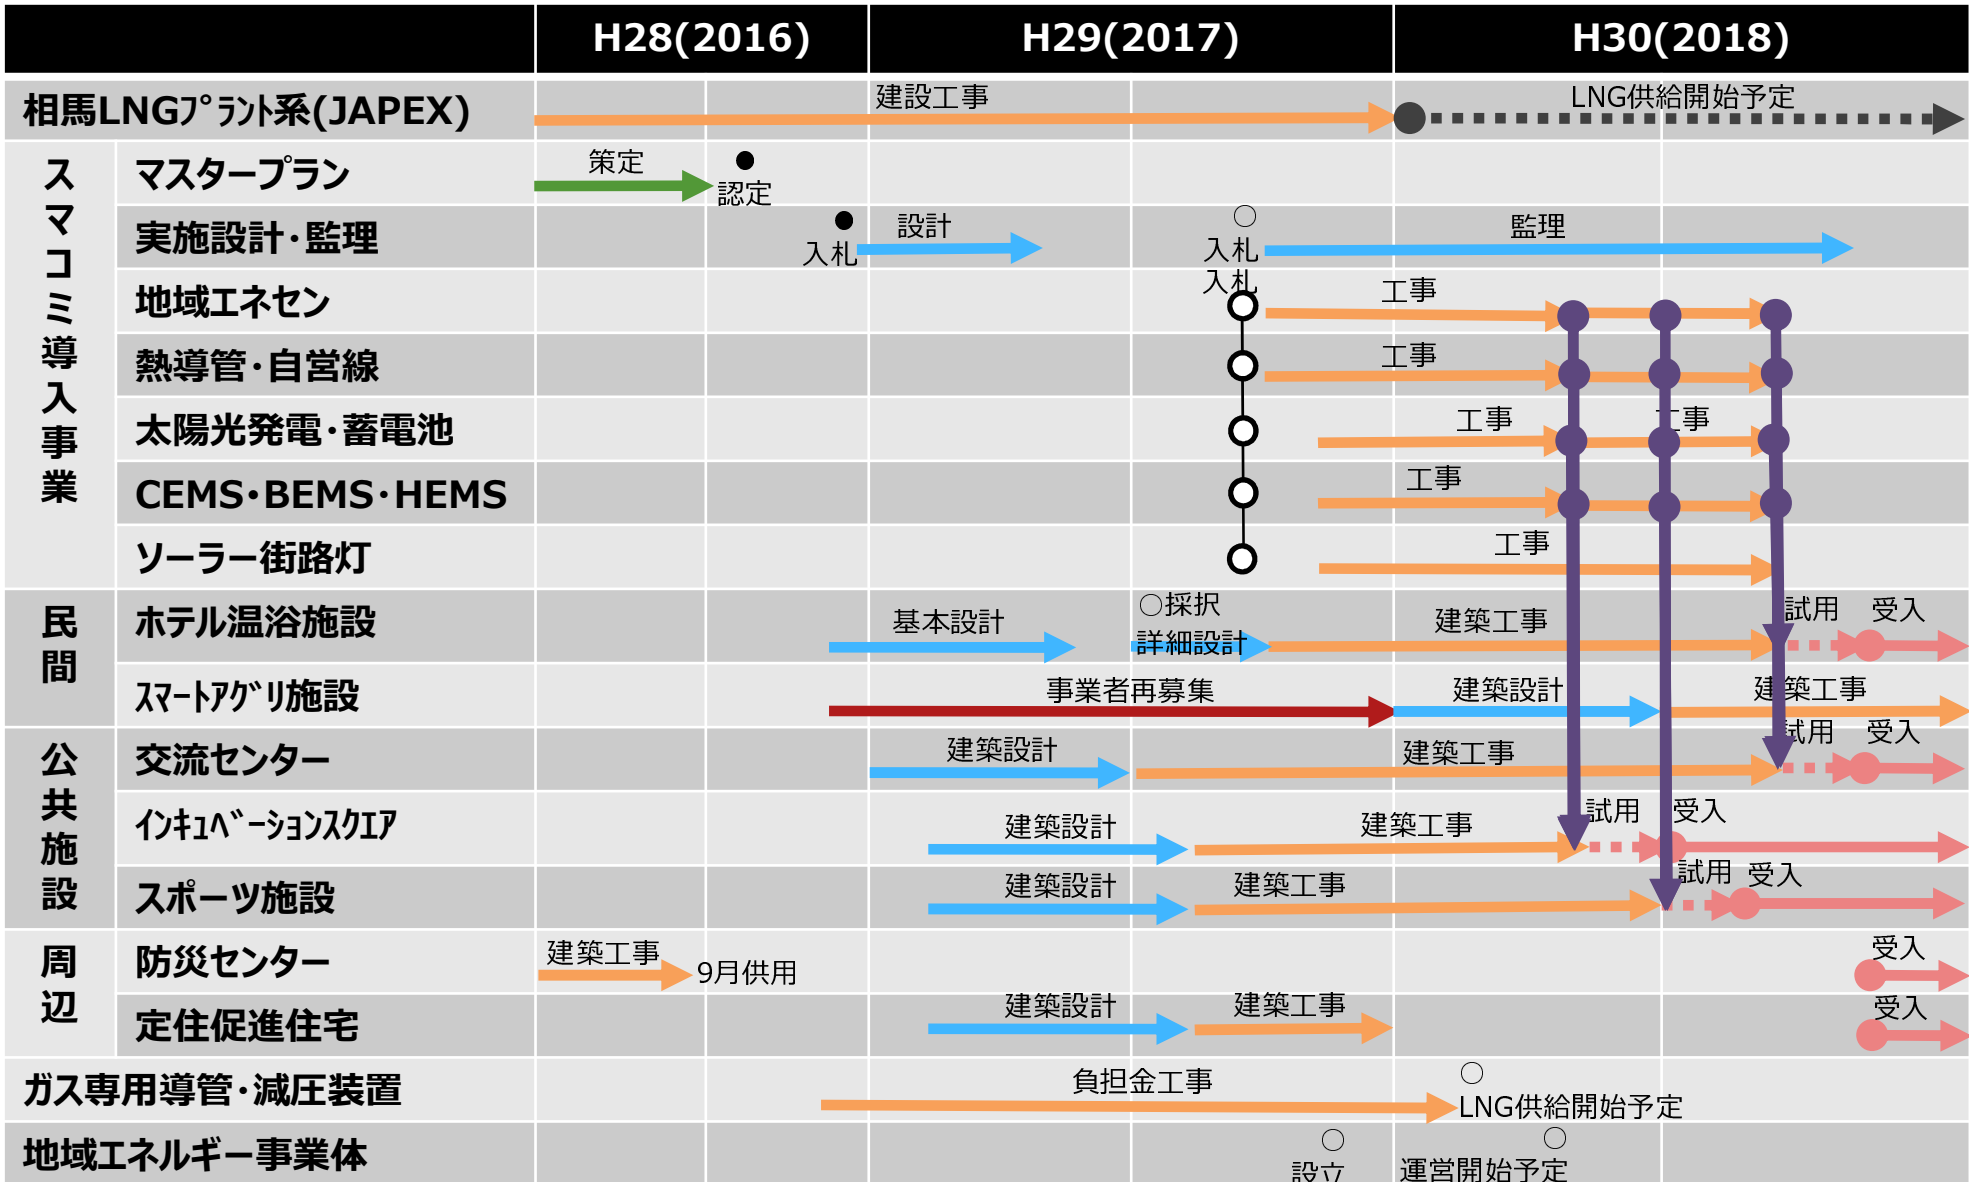 H28(2016)
H29(2017)
H30(2018)
相馬LNGﾌﾟﾗﾝﾄ系(JAPEX)
建設工事
LNG供給開始予定
スマコミ導入事業
マスタープラン
策定
認定
実施設計･監理
入札
設計
入札
監理
地域エネセン
入札
工事
熱導管･自営線
工事
太陽光発電･蓄電池
工事
工事
CEMS･BEMS･HEMS
工事
ソーラー街路灯
工事
民間
ホテル温浴施設
基本設計
○採択
詳細設計
建築工事
試用
受入
ｽﾏｰﾄｱｸﾞﾘ施設
事業者再募集
建築設計
建築工事
公共施設
交流センター
建築設計
建築工事
試用
受入
ｲﾝｷｭﾍﾞｰｼｮﾝｽｸｴｱ
建築設計
建築工事
試用
受入
スポーツ施設
建築設計
建築工事
試用
受入
周辺
防災センター
建築工事
9月供用
受入
定住促進住宅
建築設計
建築工事
受入
ガス専用導管･減圧装置
負担金工事
○
LNG供給開始予定
地域エネルギー事業体
○
設立
○
運営開始予定